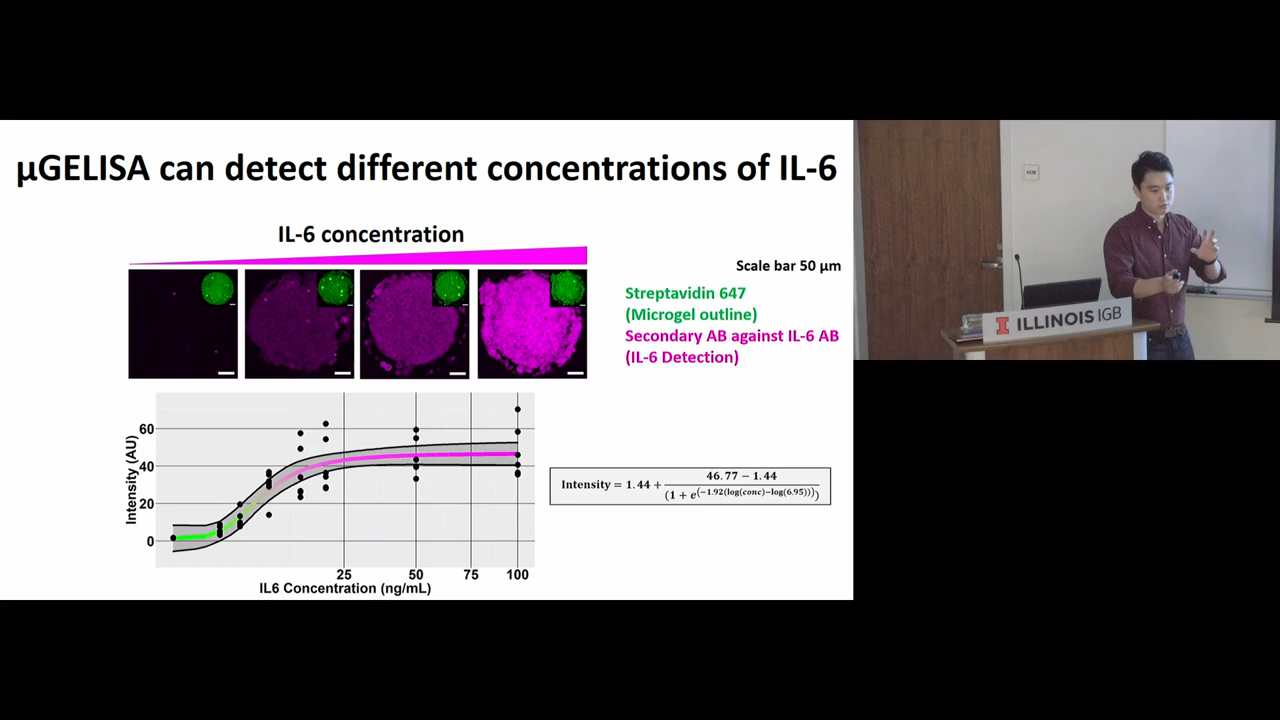 µGELISA can detect different concentrations of IL-6
IL-6 concentration
Scale bar 50 µm
Streptavidin 647
(Microgel outline)
Secondary AB against IL-6 AB
(IL-6 Detection)
Intensity (AU)
60
40
20
0
25 50 75 100
IL6 Concentration (ng/mL)
Intensity = 1.44 + 46.77 − 1.44
(1 + e^(−1.92(log(conc)−log(6.95))))
ILLINOIS IGB